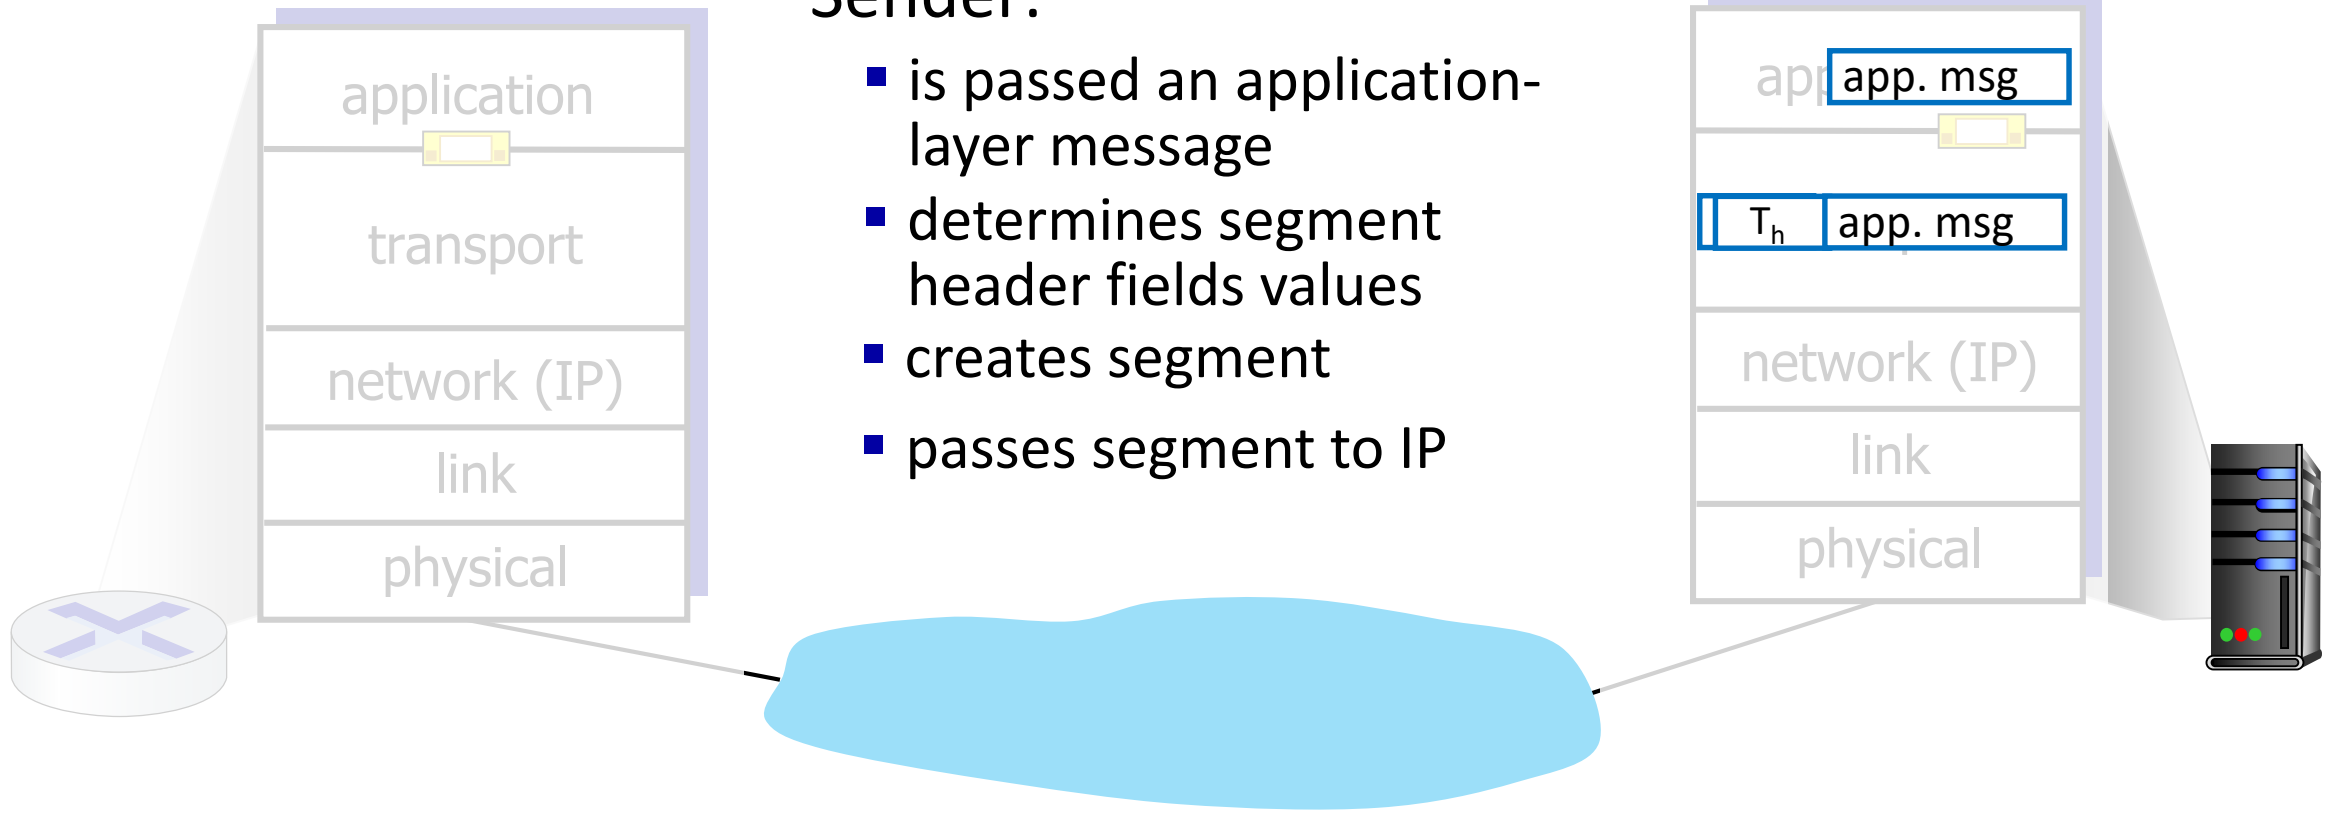 Sender:
is passed an application-
layer message
determines segment
header fields values
creates segment
passes segment to IP
application
transport
network (IP)
link
physical
app. msg
Th app. msg
network (IP)
link
physical